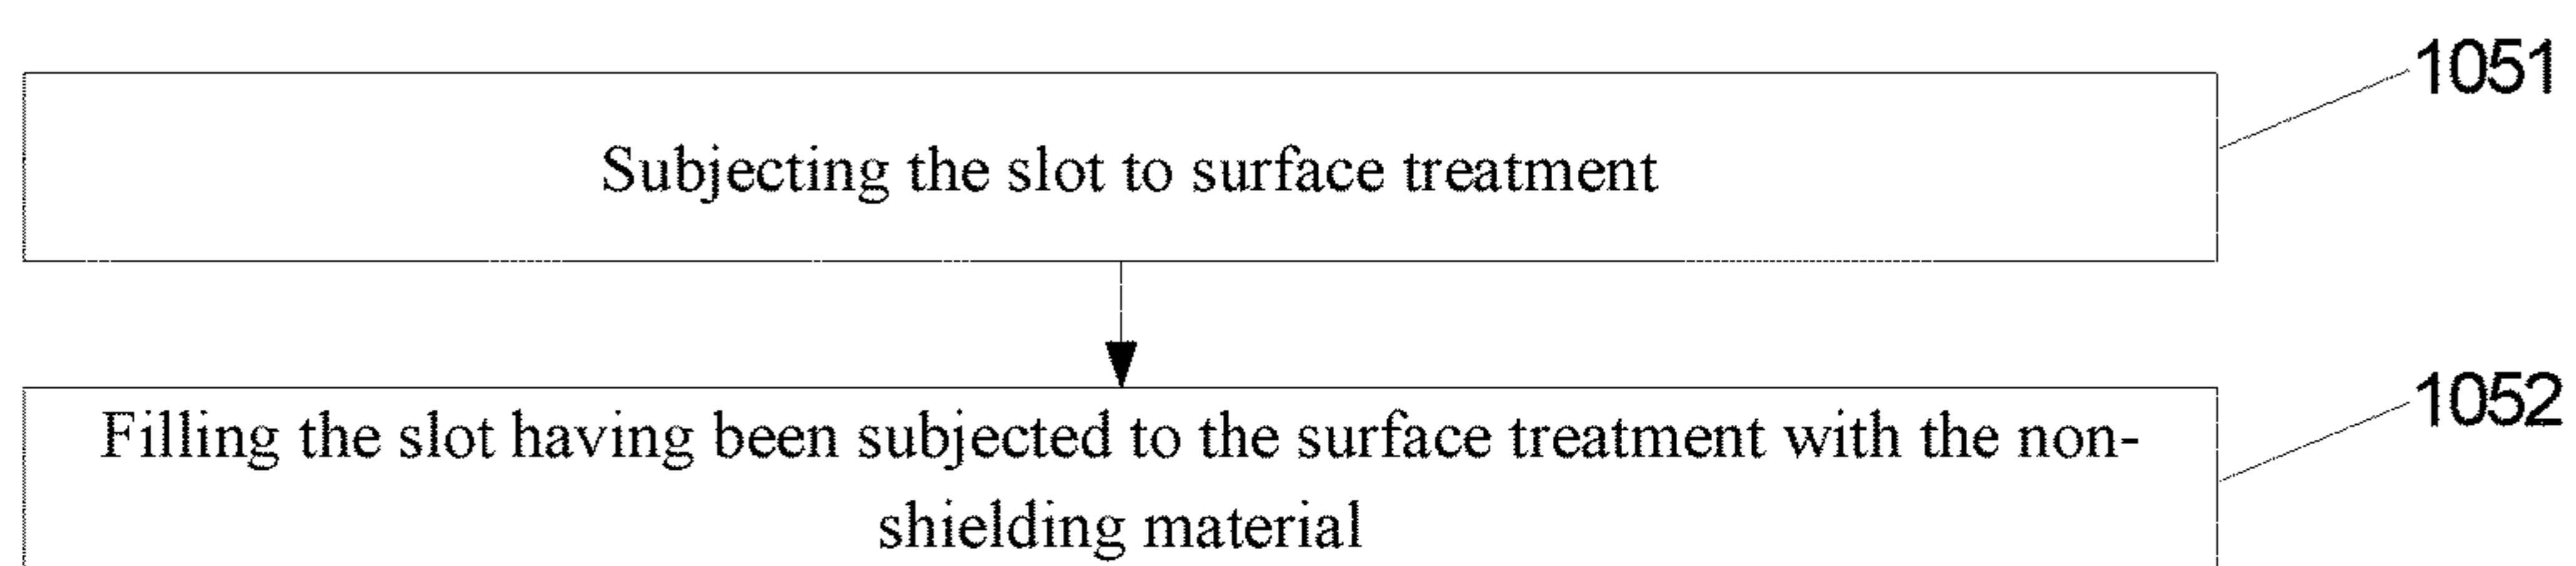 1051
Subjecting the slot to surface treatment
1052
Filling the slot having been subjected to the surface treatment with the non-
shielding material